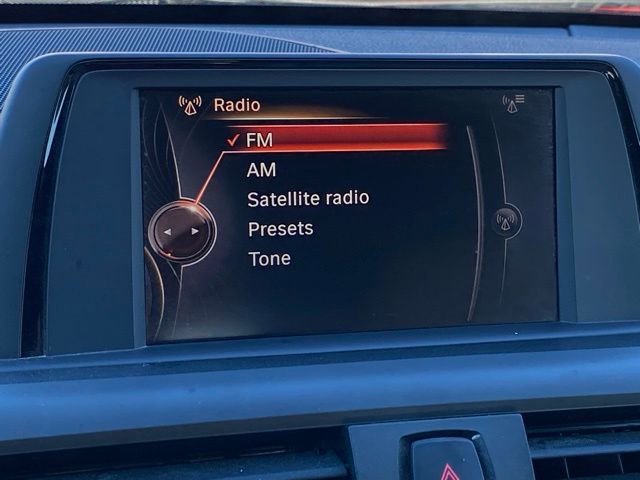 Radio
FM
AM
Satellite radio
Presets
Tone